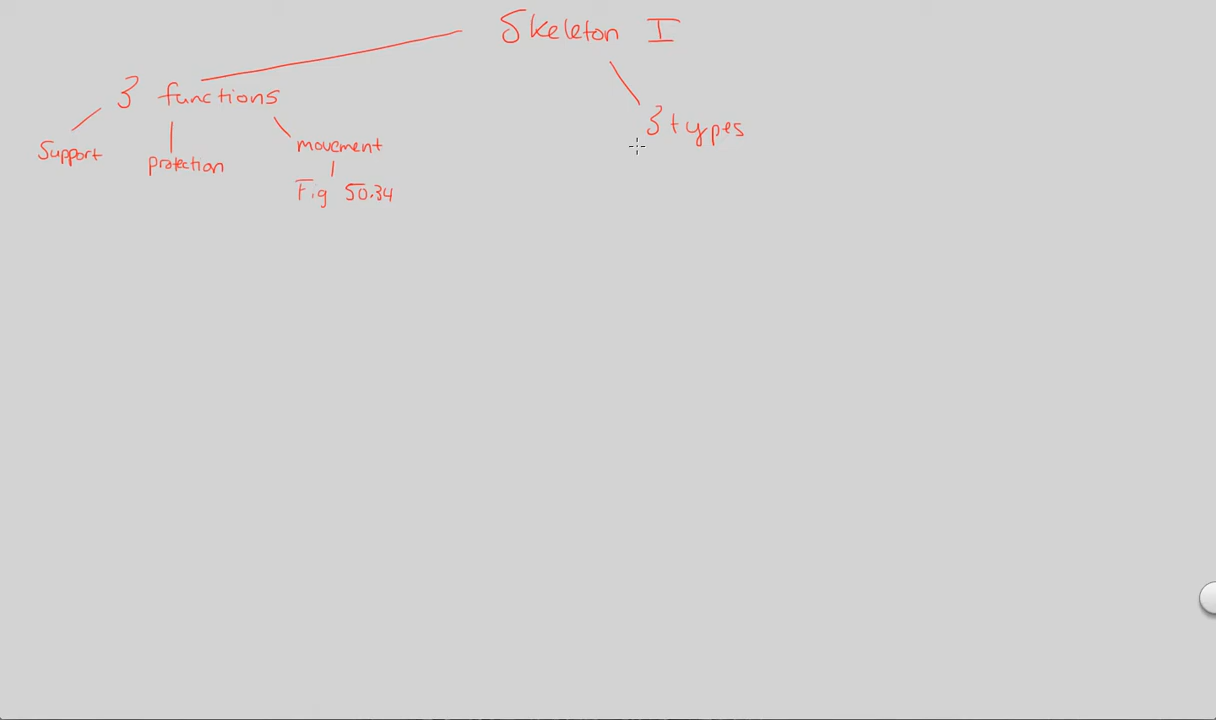 Skeleton I
3 functions
3 types
Support
protection
movement
Fig 50.34